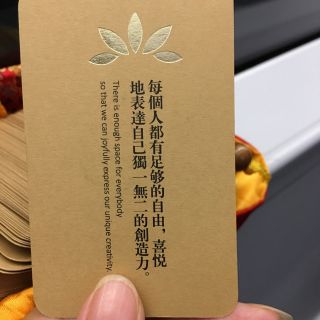 每個人都有足够的自由，喜悦
地表達自己獨一無二的創造力。
There is enough space for everybody
so that we can joyfully express our unique creativity.